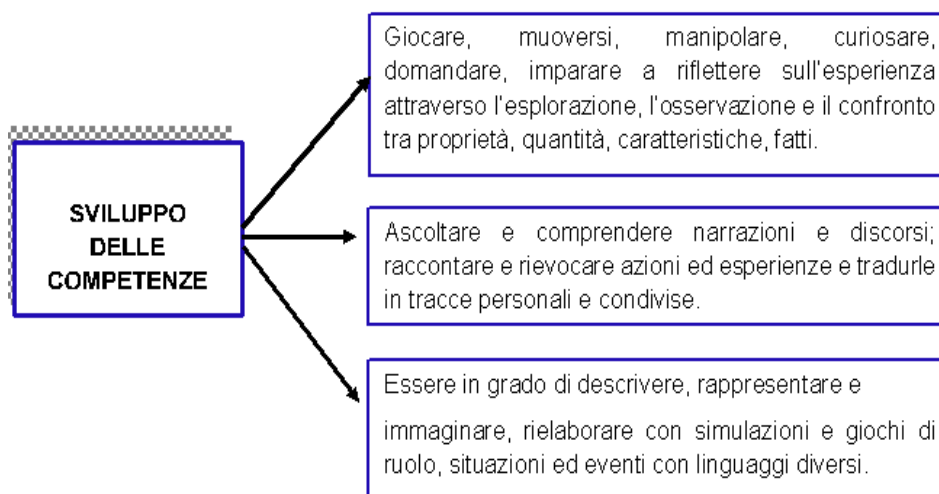 Giocare, muoversi, manipolare, curiosare,
domandare, imparare a riflettere sull'esperienza
attraverso l'esplorazione, l'osservazione e il confronto
tra proprietà, quantità, caratteristiche, fatti.
SVILUPPO
DELLE
COMPETENZE
Ascoltare e comprendere narrazioni e discorsi;
raccontare e rievocare azioni ed esperienze e tradurle
in tracce personali e condivise.
Essere in grado di descrivere, rappresentare e
immaginare, rielaborare con simulazioni e giochi di
ruolo, situazioni ed eventi con linguaggi diversi.